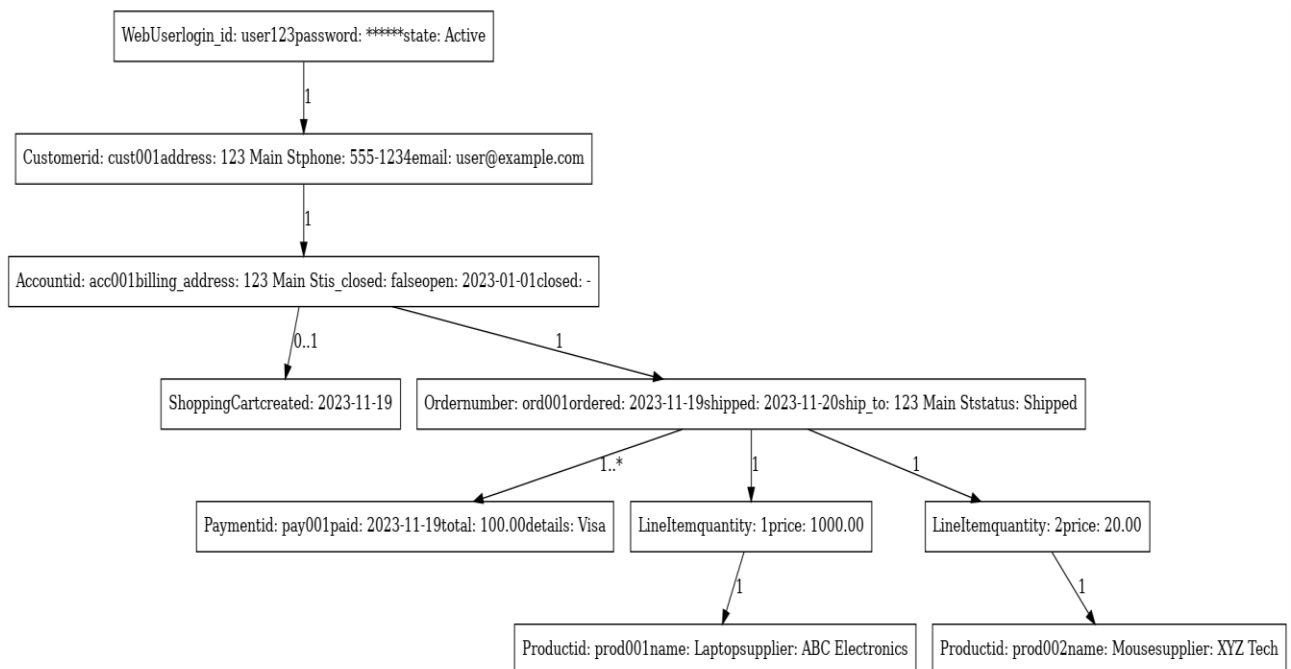 WebUserlogin_id: user123password: ******state: Active
1
Customerid: cust001address: 123 Main Stphone: 555-1234email: user@example.com
1
Accountid: acc001billing_address: 123 Main Stis_closed: falseopen: 2023-01-01closed: -
0..1
1
ShoppingCartcreated: 2023-11-19
Ordernumber: ord001ordered: 2023-11-19shipped: 2023-11-20ship_to: 123 Main Ststatus: Shipped
1..*
1
1
Paymentid: pay001paid: 2023-11-19total: 100.00details: Visa
LineItemquantity: 1price: 1000.00
LineItemquantity: 2price: 20.00
1
1
Productid: prod001name: Laptopsupplier: ABC Electronics
Productid: prod002name: Mousesupplier: XYZ Tech